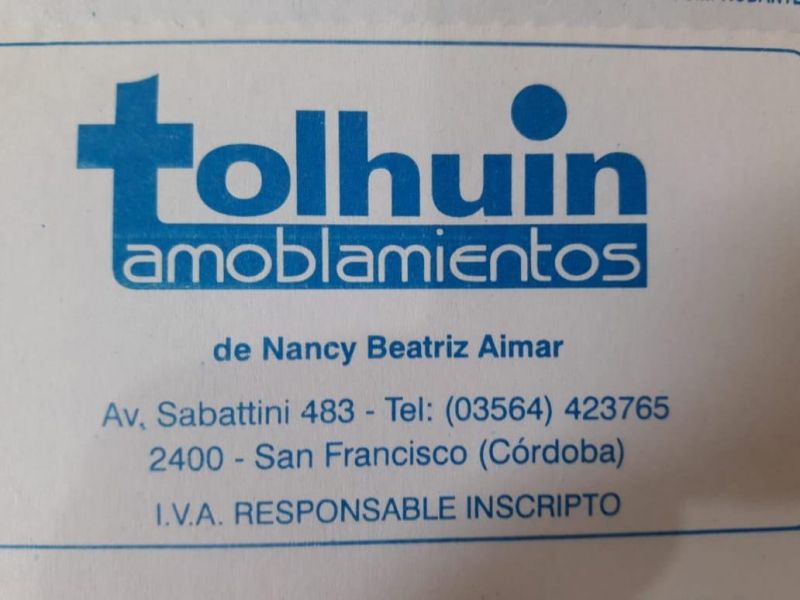 tolhuin
amoblamientos
de Nancy Beatriz Aimar
Av. Sabattini 483 - Tel: (03564) 423765
2400 - San Francisco (Córdoba)
I.V.A. RESPONSABLE INSCRIPTO